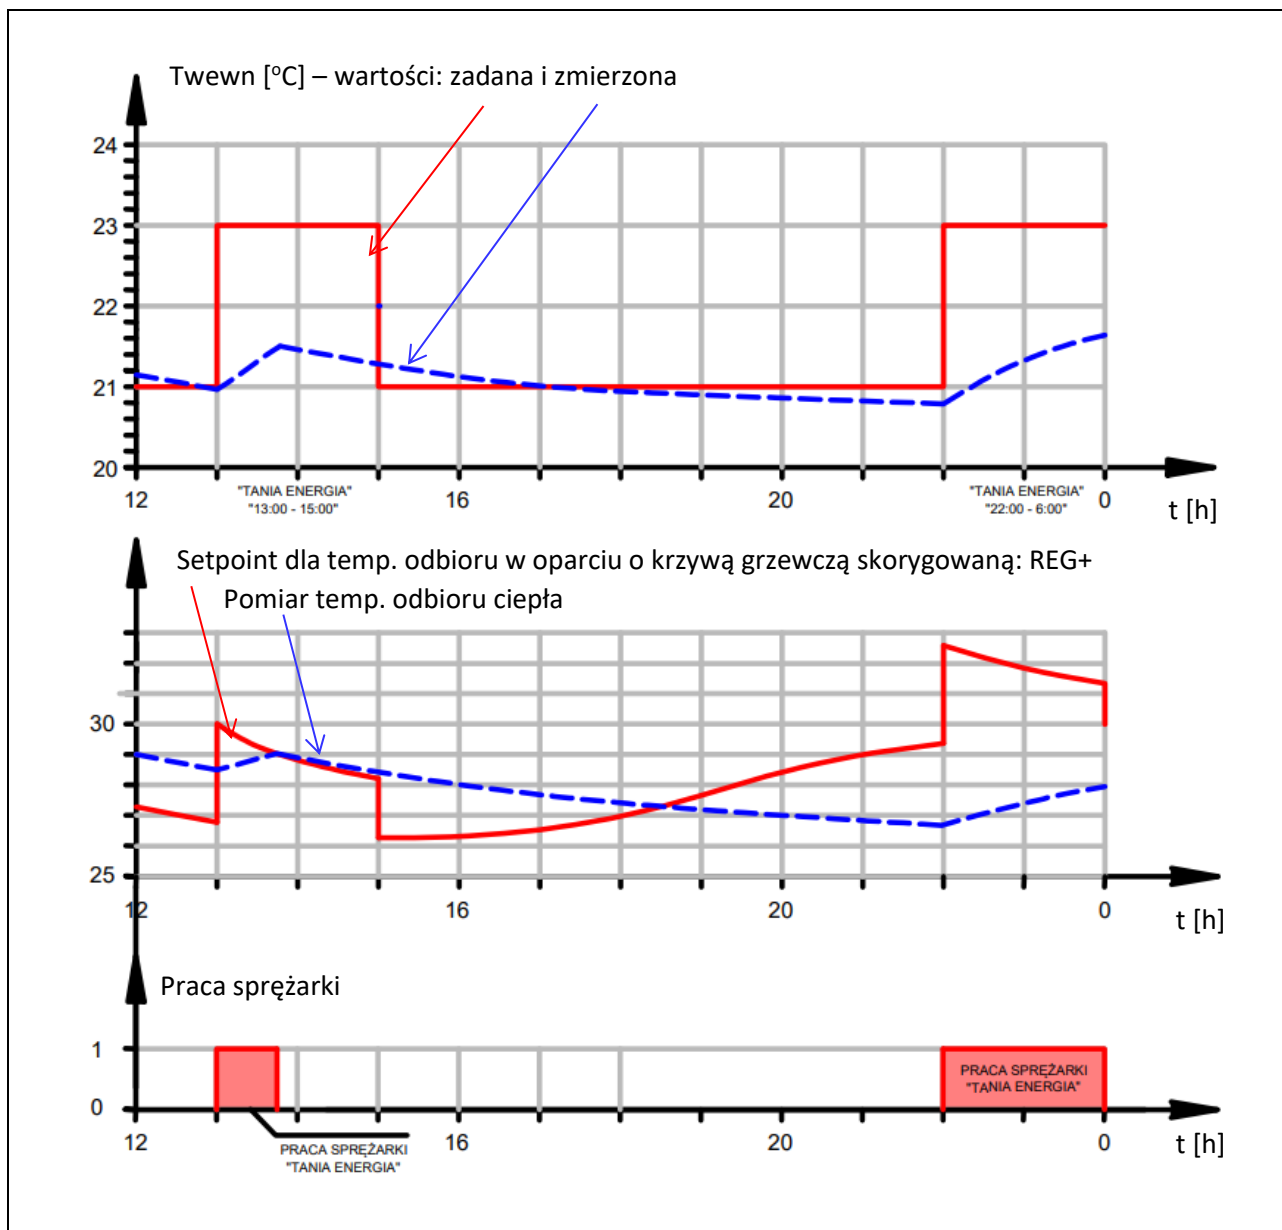 Twewn [°C] – wartości: zadana i zmierzona
24
23
22
21
20
12
"TANIA ENERGIA"
"13:00 - 15:00"
16
20
"TANIA ENERGIA"
"22:00 - 6:00"
0
t [h]
Setpoint dla temp. odbioru w oparciu o krzywą grzewczą skorygowaną: REG+
Pomiar temp. odbioru ciepła
30
25
12
16
20
0
t [h]
Praca sprężarki
1
0
PRACA SPRĘŻARKI
"TANIA ENERGIA"
12
PRACA SPRĘŻARKI
"TANIA ENERGIA"
16
20
0
t [h]